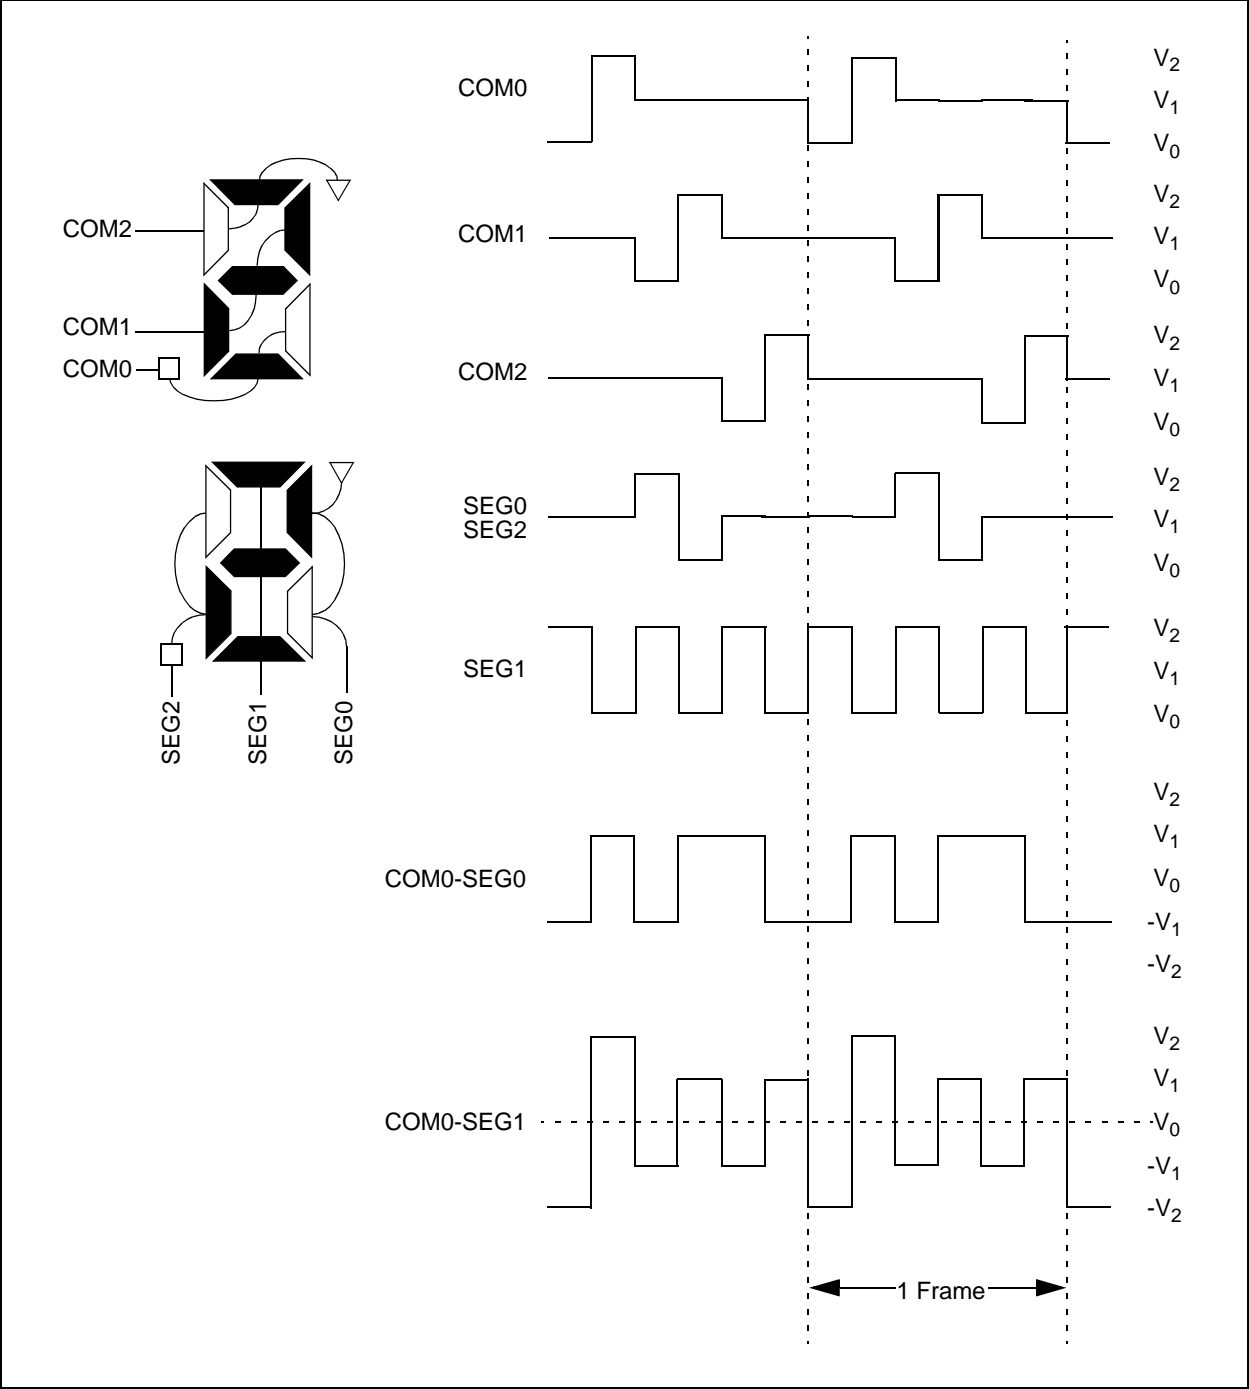 COM0
V2
V1
V0
COM2
COM1
COM0
COM1
V2
V1
V0
COM2
V2
V1
V0
SEG0
SEG2
V2
V1
V0
SEG2
SEG1
SEG0
SEG1
V2
V1
V0
COM0-SEG0
V2
V1
V0
-V1
-V2
COM0-SEG1
V2
V1
V0
-V1
-V2
1 Frame